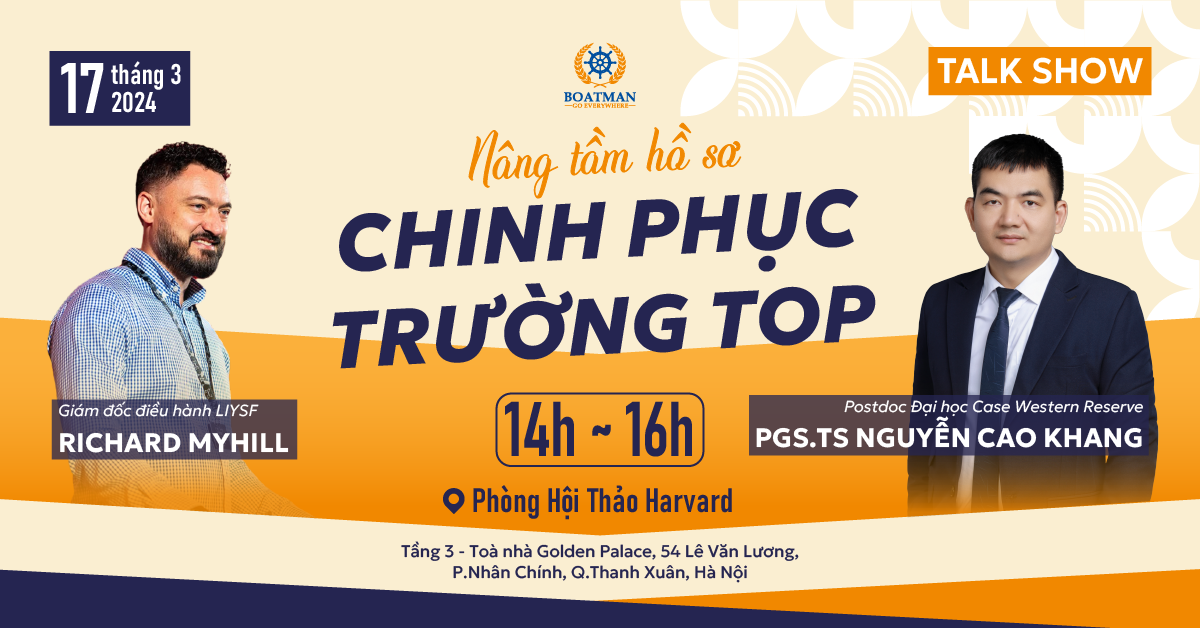 17 tháng 3
2024
BOATMAN
GO EVERYWHERE
TALK SHOW
Nâng tầm hồ sơ
CHINH PHỤC
TRƯỜNG TOP
Giám đốc điều hành LIYSF
RICHARD MYHILL
14h ~ 16h
Postdoc Đại học Case Western Reserve
PGS.TS NGUYỄN CAO KHANG
Phòng Hội Thảo Harvard
Tầng 3 - Toà nhà Golden Palace, 54 Lê Văn Lương,
P.Nhân Chính, Q.Thanh Xuân, Hà Nội